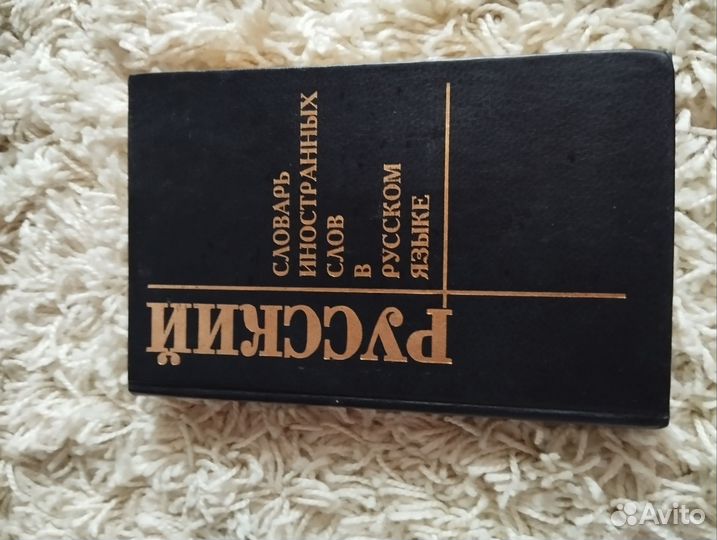 РУССКИЙ
СЛОВАРЬ
ИНОСТРАННЫХ
СЛОВ
В
РУССКОМ
ЯЗЫКЕ
Avito